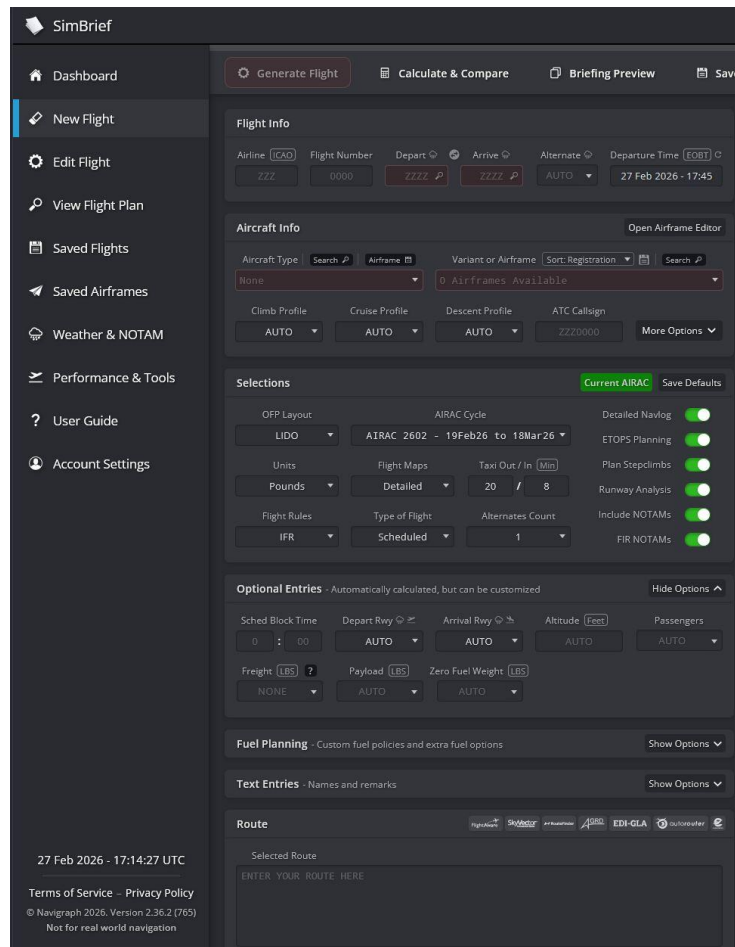 SimBrief
Dashboard
New Flight
Edit Flight
View Flight Plan
Saved Flights
Saved Airframes
Weather & NOTAM
Performance & Tools
? User Guide
Account Settings
27 Feb 2026 - 17:14:27 UTC
Terms of Service – Privacy Policy
© Navigraph 2026. Version 2.36.2 (765)
Not for real world navigation
Generate Flight Calculate & Compare Briefing Preview Sav
Flight Info
Airline ICAO Flight Number Depart Arrive Alternate Departure Time EOBT
ZZZ 0000 ZZZZ ZZZZ AUTO 27 Feb 2026 - 17:45
Aircraft Info Open Airframe Editor
Aircraft Type Search Airframe Variant or Airframe Sort: Registration Search
None 0 Airframes Available
Climb Profile Cruise Profile Descent Profile ATC Callsign
AUTO AUTO AUTO ZZZ0000 More Options
Selections Current AIRAC Save Defaults
OFP Layout AIRAC Cycle Detailed Navlog
LIDO AIRAC 2602 - 19Feb26 to 18Mar26
ETOPS Planning
Units Flight Maps Taxi Out / In Min Plan Stepclimbs
Pounds Detailed 20 / 8
Runway Analysis
Flight Rules Type of Flight Alternates Count Include NOTAMs
IFR Scheduled 1
FIR NOTAMs
Optional Entries - Automatically calculated, but can be customized Hide Options
Sched Block Time Depart Rwy Arrival Rwy Altitude Feet Passengers
0 : 00 AUTO AUTO AUTO AUTO
Freight LBS ? Payload LBS Zero Fuel Weight LBS
NONE AUTO AUTO
Fuel Planning - Custom fuel policies and extra fuel options Show Options
Text Entries - Names and remarks Show Options
Route FlightAware SkyVector AGRD EDI-GLA autorouter
Selected Route
ENTER YOUR ROUTE HERE